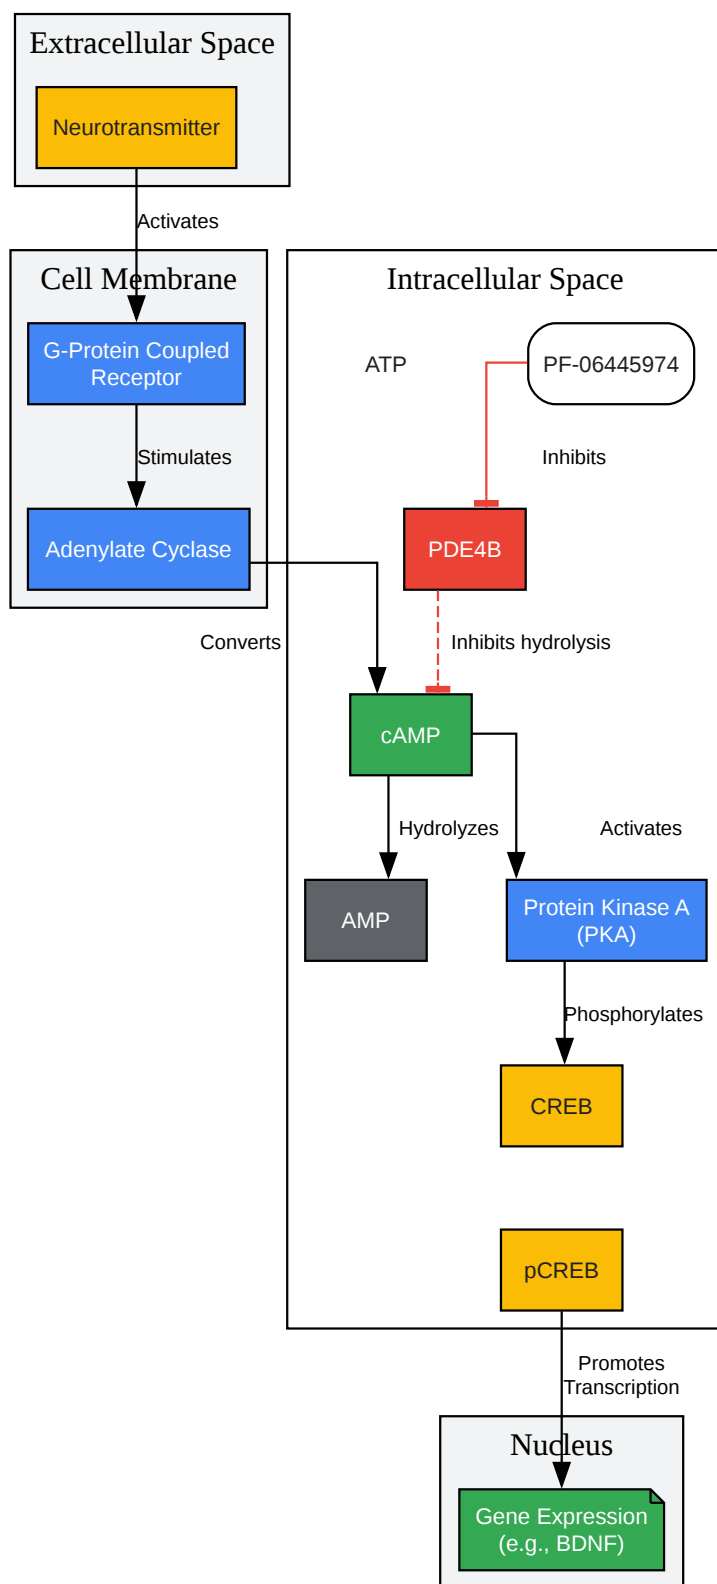 Extracellular Space
Neurotransmitter
Activates
Cell Membrane
Intracellular Space
G-Protein Coupled
Receptor
ATP
PF-06445974
Stimulates
Inhibits
Adenylate Cyclase
PDE4B
Converts
Inhibits hydrolysis
cAMP
Hydrolyzes
Activates
AMP
Protein Kinase A
(PKA)
Phosphorylates
CREB
pCREB
Promotes
Transcription
Nucleus
Gene Expression
(e.g., BDNF)